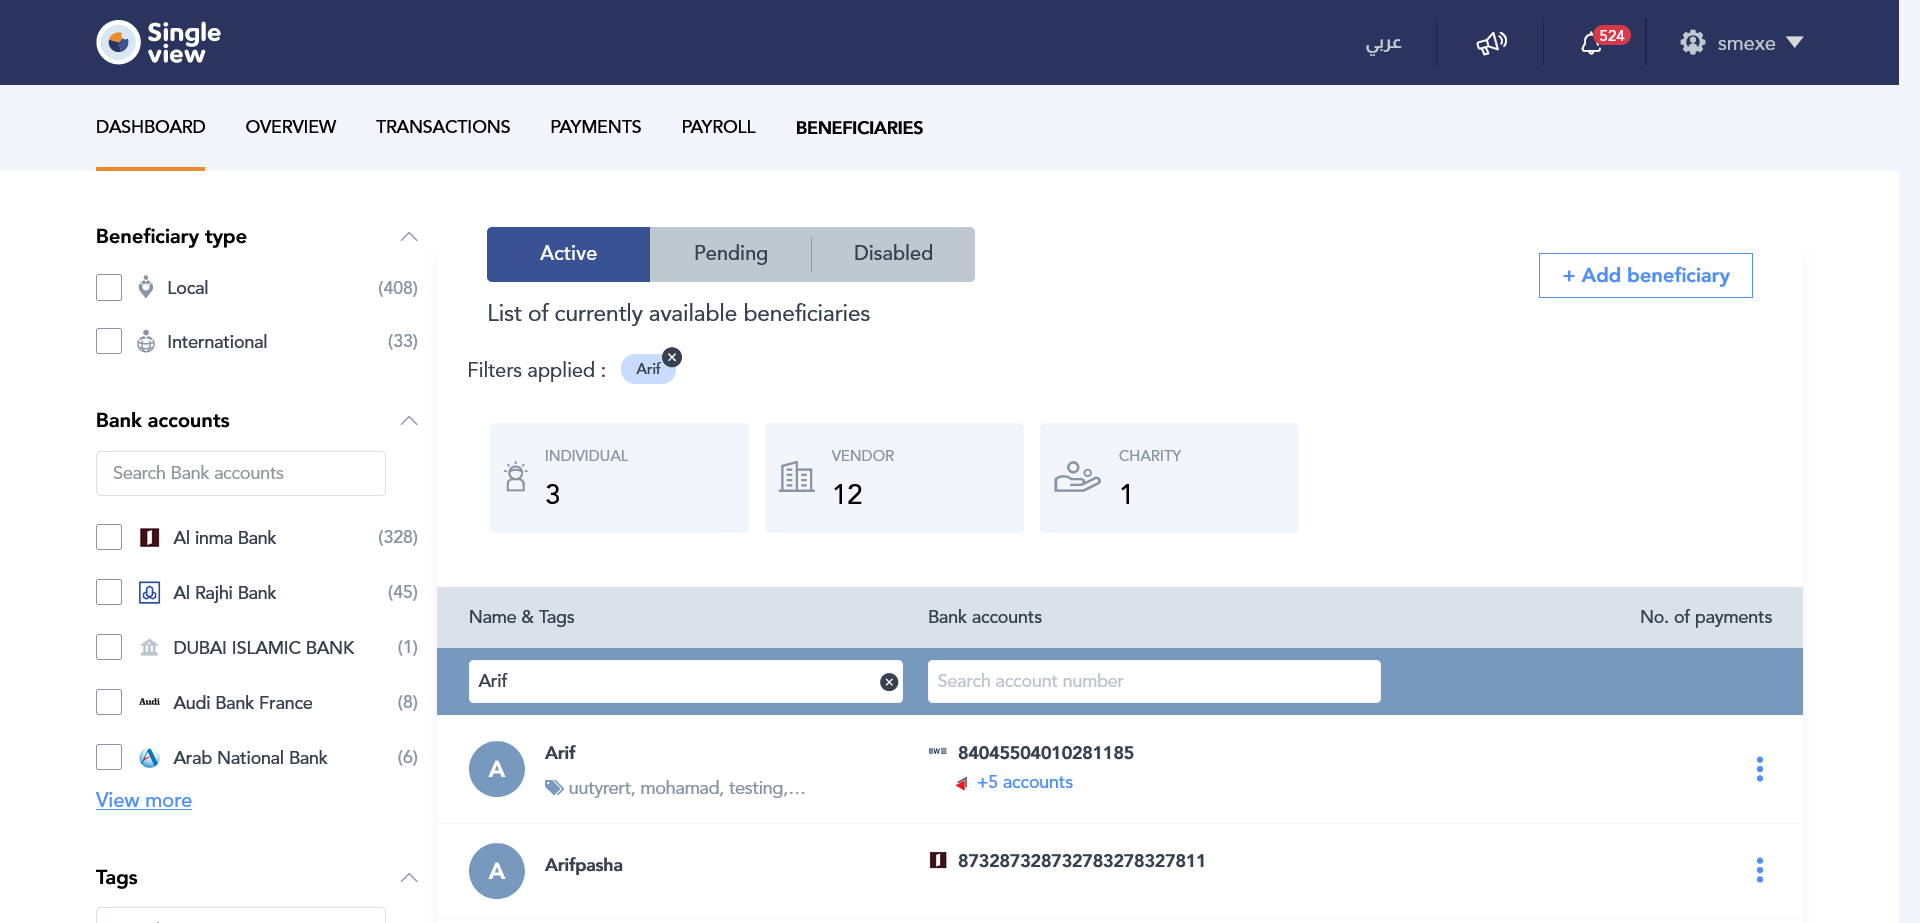 Single
view
عربي
524
smexe
DASHBOARD
OVERVIEW
TRANSACTIONS
PAYMENTS
PAYROLL
BENEFICIARIES
Beneficiary type
Local
(408)
International
(33)
Bank accounts
Search Bank accounts
Al inma Bank
(328)
Al Rajhi Bank
(45)
DUBAI ISLAMIC BANK
(1)
Audi
Audi Bank France
(8)
Arab National Bank
(6)
View more
Tags
Active
Pending
Disabled
+ Add beneficiary
List of currently available beneficiaries
Filters applied :
Arif
INDIVIDUAL
3
VENDOR
12
CHARITY
1
Name & Tags
Bank accounts
No. of payments
Arif
Search account number
A
Arif
uutyrert, mohamad, testing,...
84045504010281185
+5 accounts
A
Arifpasha
873287328732783278327811